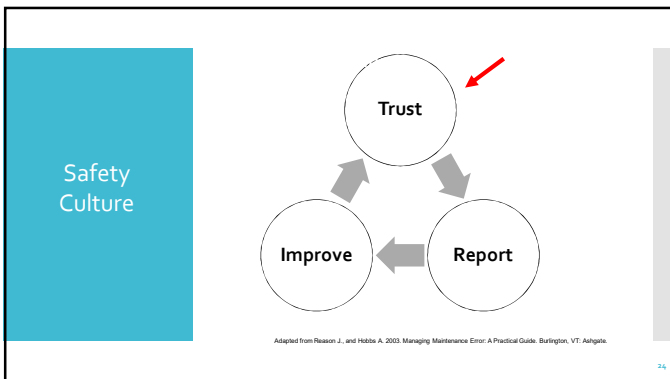 Safety
Culture
Trust
Improve
Report
Adapted from Reason J., and Hobbs A. 2003. Managing Maintenance Error: A Practical Guide. Burlington, VT: Ashgate.
24